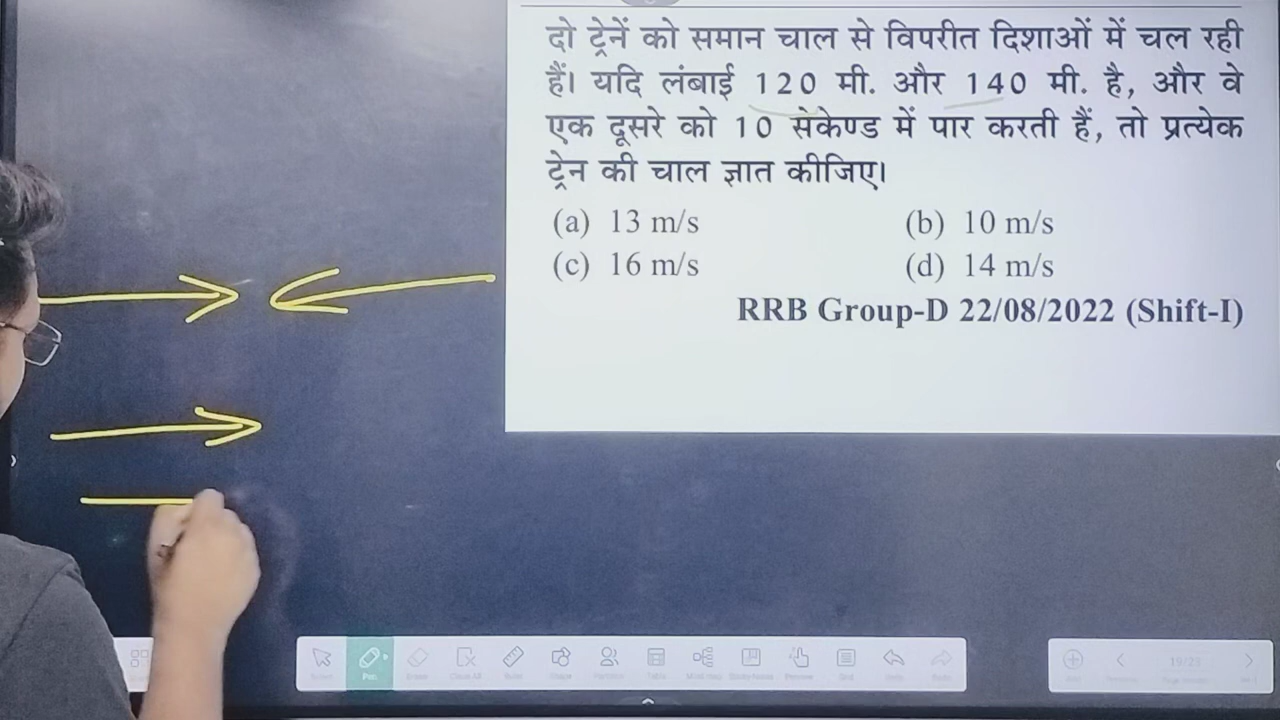 दो ट्रेनें को समान चाल से विपरीत दिशाओं में चल रही
हैं। यदि लंबाई 120 मी. और 140 मी. है, और वे
एक दूसरे को 10 सेकेण्ड में पार करती हैं, तो प्रत्येक
ट्रेन की चाल ज्ञात कीजिए।
(a) 13 m/s (b) 10 m/s
(c) 16 m/s (d) 14 m/s
RRB Group-D 22/08/2022 (Shift-I)
Pen